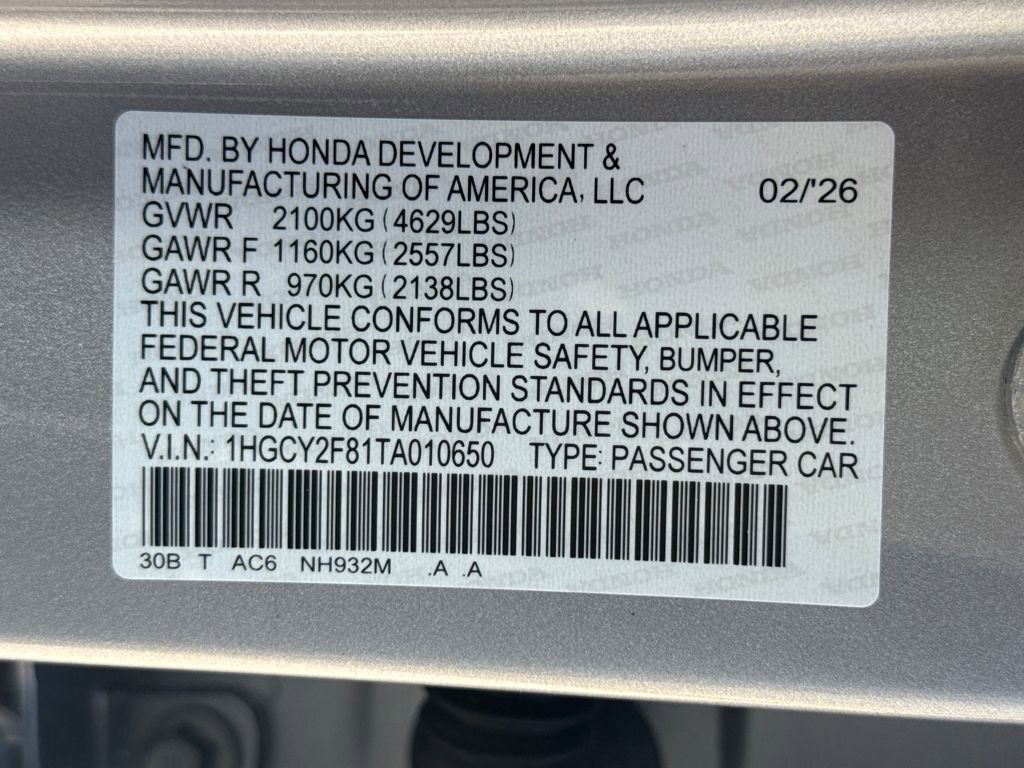 MFD. BY HONDA DEVELOPMENT &
MANUFACTURING OF AMERICA, LLC 02/'26
GVWR 2100KG (4629LBS)
GAWR F 1160KG (2557LBS)
GAWR R 970KG (2138LBS)
THIS VEHICLE CONFORMS TO ALL APPLICABLE
FEDERAL MOTOR VEHICLE SAFETY, BUMPER,
AND THEFT PREVENTION STANDARDS IN EFFECT
ON THE DATE OF MANUFACTURE SHOWN ABOVE.
V.I.N.: 1HGCY2F81TA010650 TYPE: PASSENGER CAR
30B T AC6 NH932M .A .A